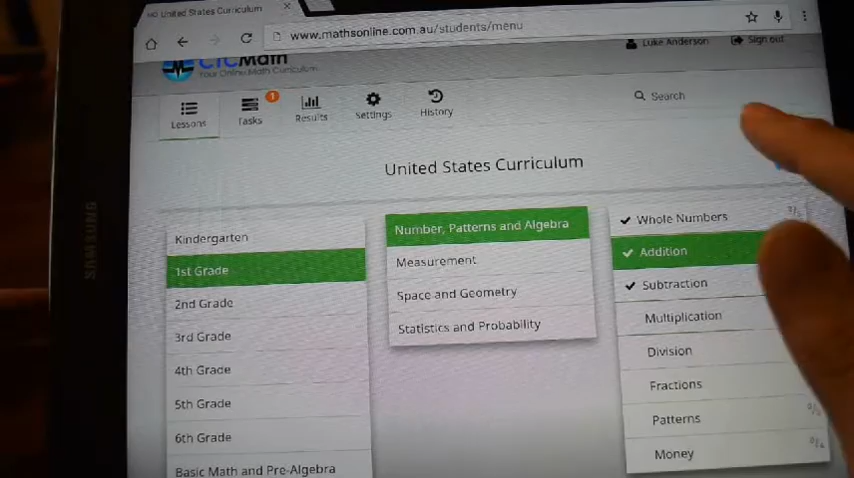 United States Curriculum
www.mathsonline.com.au/students/menu
CTCMath
Luke Anderson
Sign out
Your Online Math Curriculum
Lessons
1
Tasks
Results
Settings
History
Search
United States Curriculum
Kindergarten
1st Grade
2nd Grade
3rd Grade
4th Grade
5th Grade
6th Grade
Basic Math and Pre-Algebra
Number, Patterns and Algebra
Measurement
Space and Geometry
Statistics and Probability
Whole Numbers
Addition
Subtraction
Multiplication
Division
Fractions
Patterns
Money
SAMSUNG